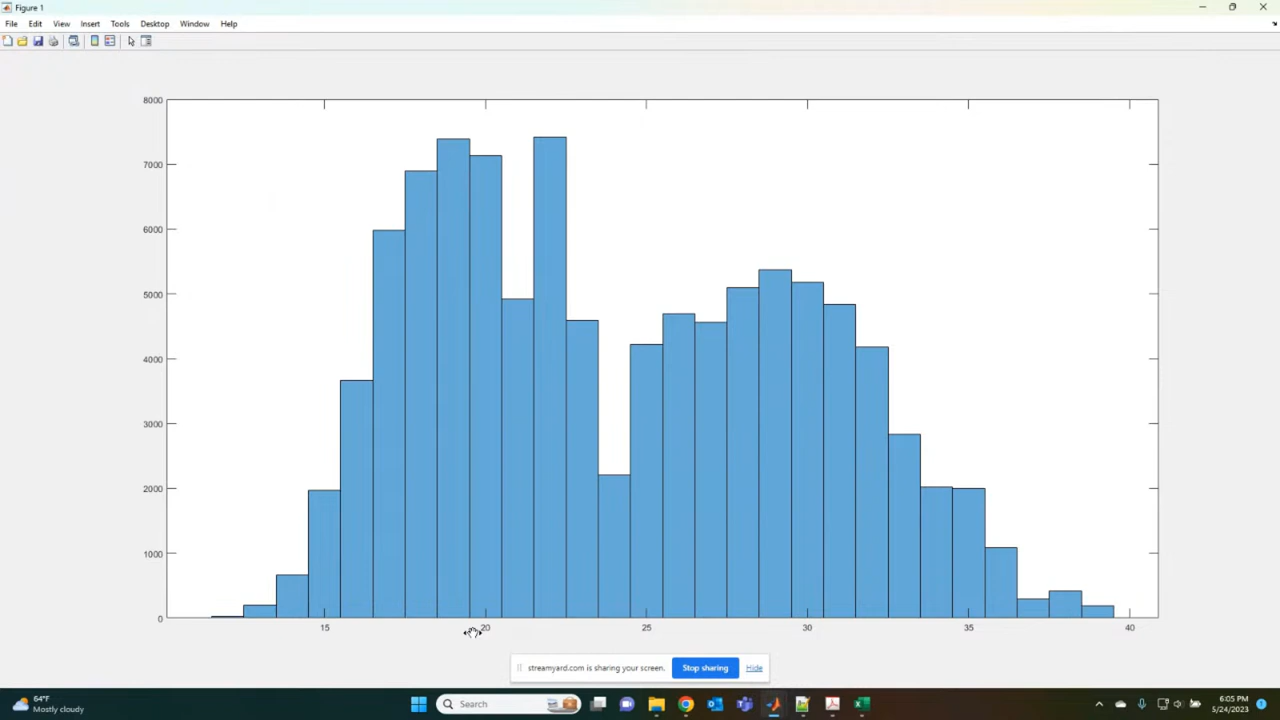 Figure 1
File Edit View Insert Tools Desktop Window Help
8000
7000
6000
5000
4000
3000
2000
1000
0
15 20 25 30 35 40
streamyard.com is sharing your screen. Stop sharing Hide
64°F
Mostly cloudy
Search
6:05 PM
5/24/2023